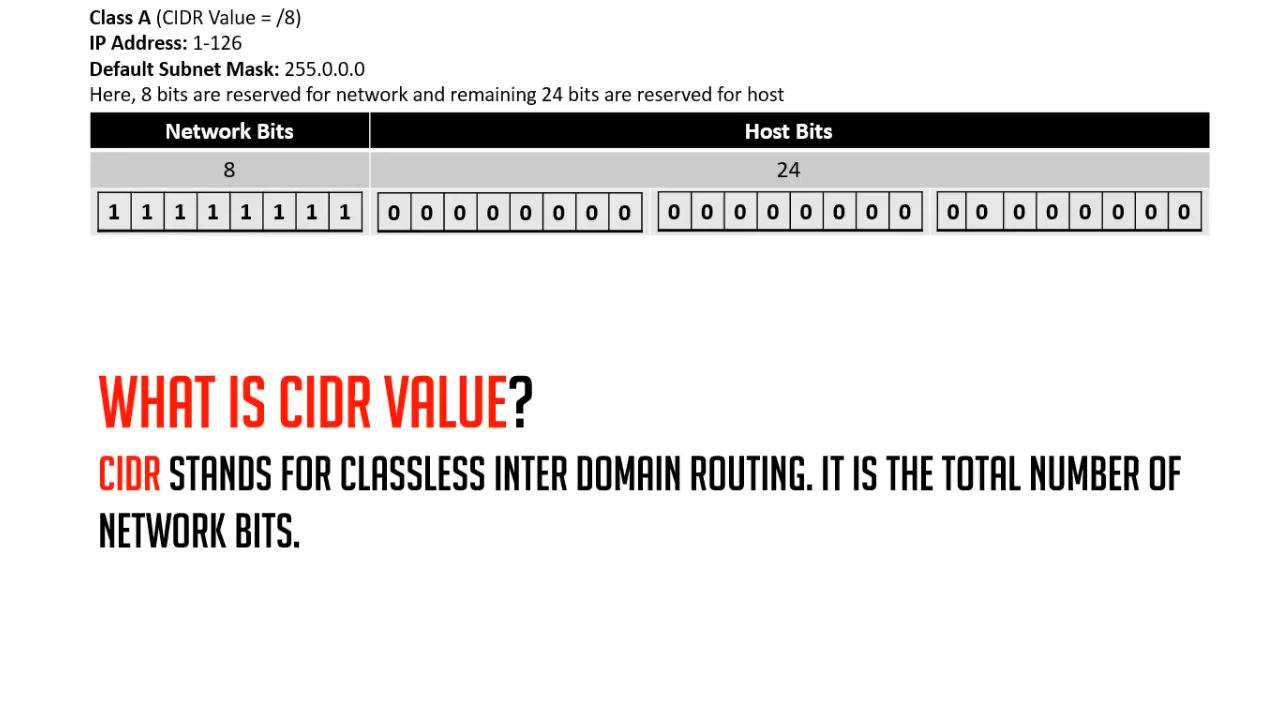 Class A (CIDR Value = /8)
IP Address: 1-126
Default Subnet Mask: 255.0.0.0
Here, 8 bits are reserved for network and remaining 24 bits are reserved for host
Network Bits Host Bits
8 24
1 1 1 1 1 1 1 1 0 0 0 0 0 0 0 0 0 0 0 0 0 0 0 0 0 0 0 0 0 0 0 0
WHAT IS CIDR VALUE?
CIDR STANDS FOR CLASSLESS INTER DOMAIN ROUTING. IT IS THE TOTAL NUMBER OF
NETWORK BITS.